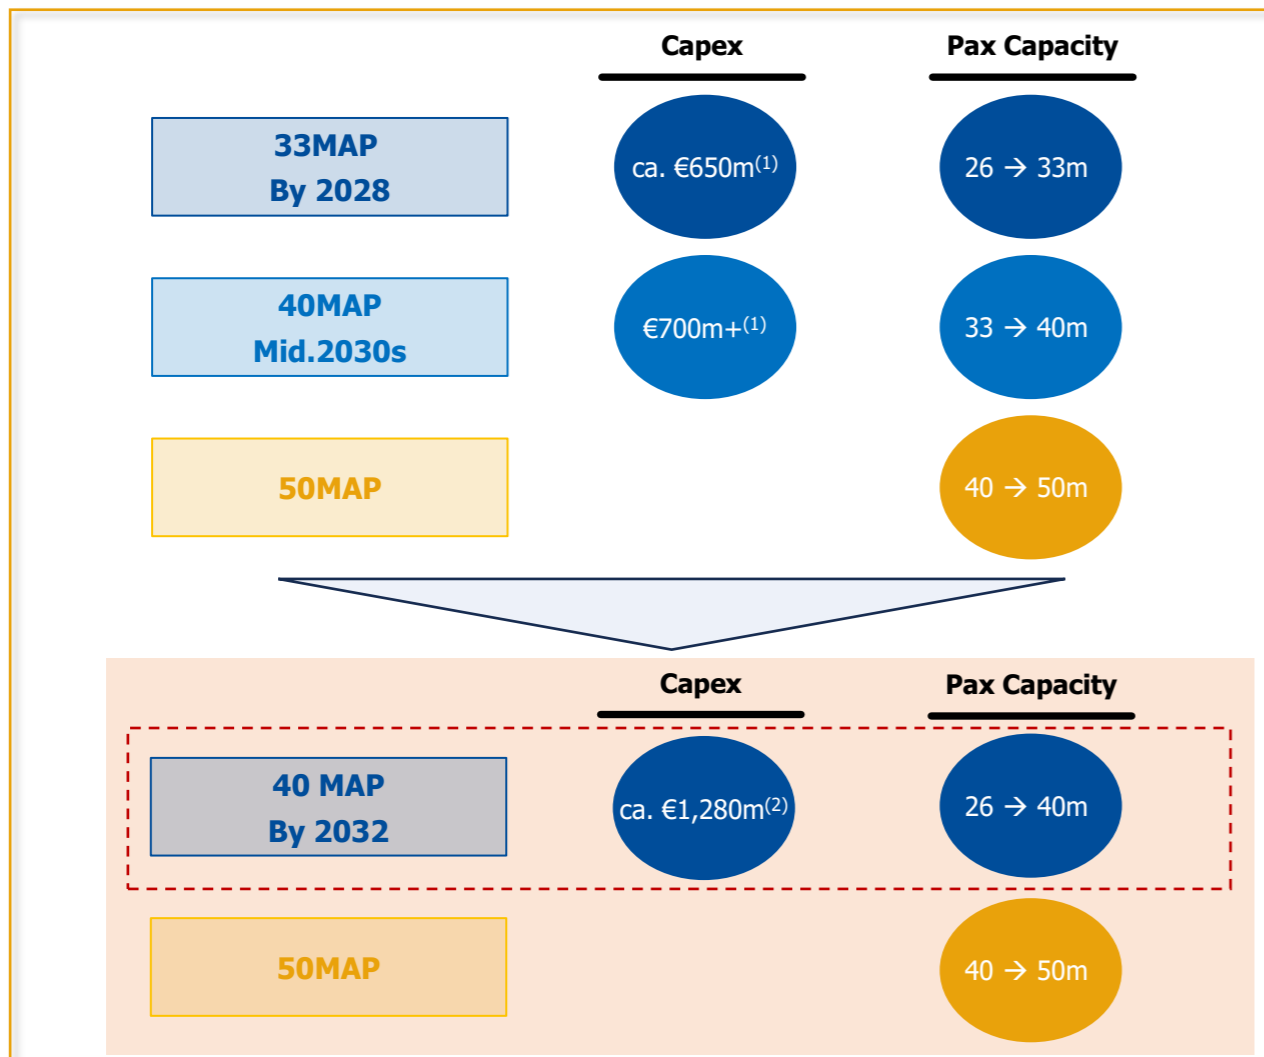 Capex
Pax Capacity
33MAP
By 2028
ca. €650m(1)
26 → 33m
40MAP
Mid.2030s
€700m+(1)
33 → 40m
50MAP
40 → 50m
Capex
Pax Capacity
40 MAP
By 2032
ca. €1,280m(2)
26 → 40m
50MAP
40 → 50m